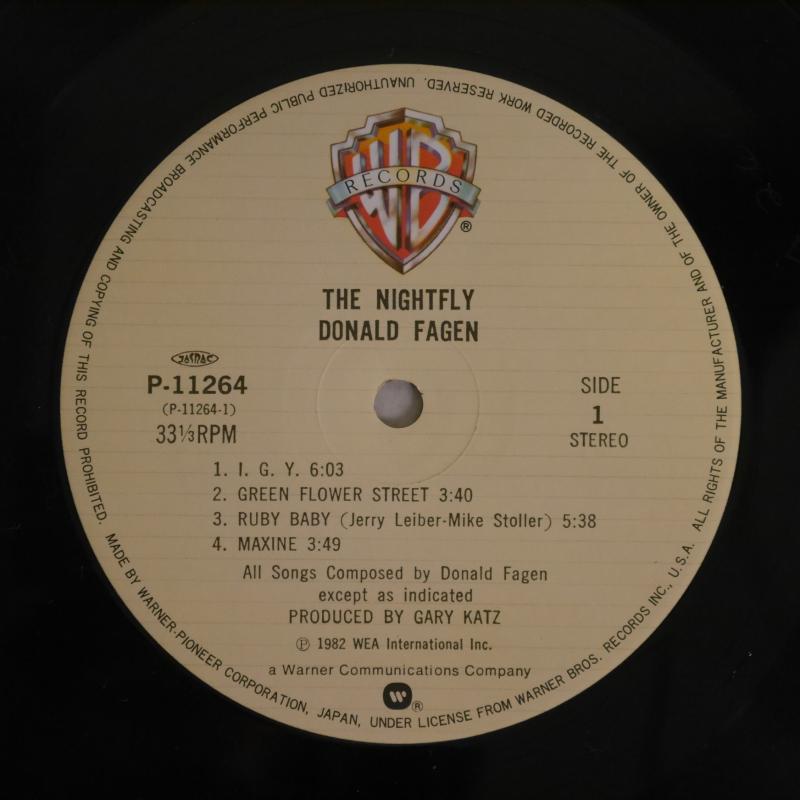 WB
RECORDS
®
THE NIGHTFLY
DONALD FAGEN
JASRAC
P-11264
(P-11264-1)
33⅓RPM
SIDE
1
STEREO
1. I. G. Y. 6:03
2. GREEN FLOWER STREET 3:40
3. RUBY BABY (Jerry Leiber-Mike Stoller) 5:38
4. MAXINE 3:49
All Songs Composed by Donald Fagen
except as indicated
PRODUCED BY GARY KATZ
℗ 1982 WEA International Inc.
a Warner Communications Company
®
MADE BY WARNER-PIONEER CORPORATION, JAPAN, UNDER LICENSE FROM WARNER BROS. RECORDS INC., U.S.A. ALL RIGHTS OF THE MANUFACTURER AND OF THE OWNER OF THE RECORDED WORK RESERVED. UNAUTHORIZED PUBLIC PERFORMANCE BROADCASTING AND COPYING OF THIS RECORD PROHIBITED.